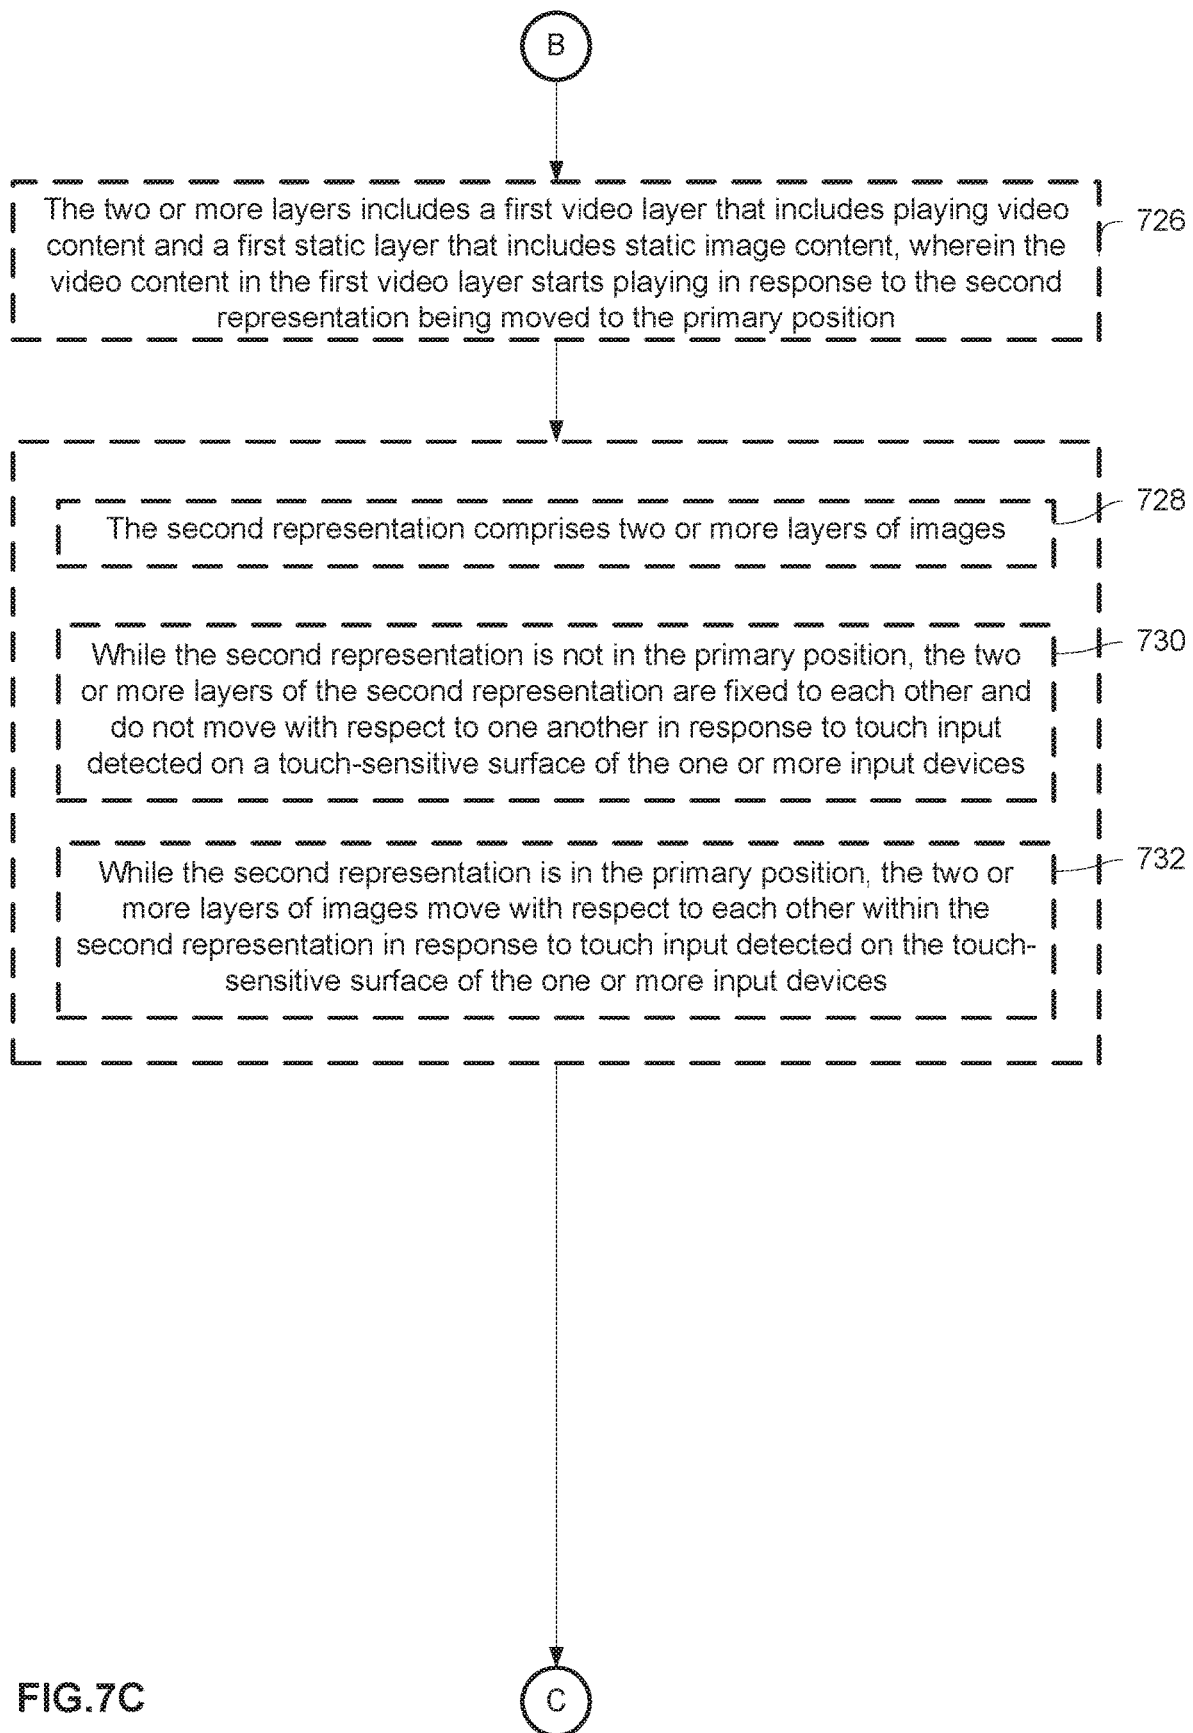 B
The two or more layers includes a first video layer that includes playing video
content and a first static layer that includes static image content, wherein the
video content in the first video layer starts playing in response to the second
representation being moved to the primary position
726
728
The second representation comprises two or more layers of images
730
While the second representation is not in the primary position, the two
or more layers of the second representation are fixed to each other and
do not move with respect to one another in response to touch input
detected on a touch-sensitive surface of the one or more input devices
732
While the second representation is in the primary position, the two or
more layers of images move with respect to each other within the
second representation in response to touch input detected on the touch-
sensitive surface of the one or more input devices
FIG.7C
C